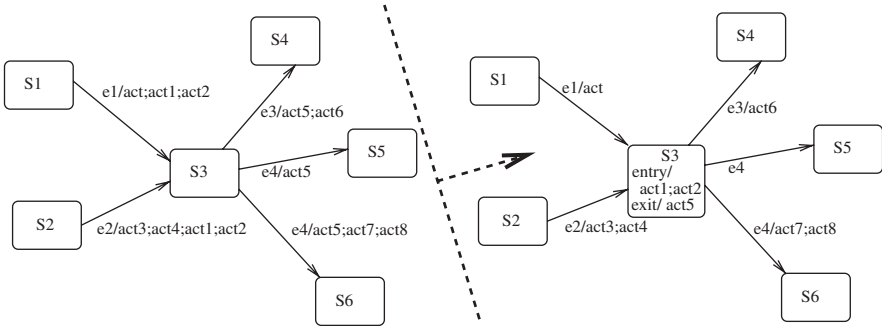 S4
S1
e1/act;act1;act2
e3/act5;act6
S3
S5
e4/act5
S2
e2/act3;act4;act1;act2
e4/act5;act7;act8
S6
S4
S1
e1/act
e3/act6
S3
entry/
act1;act2
exit/ act5
S5
e4
S2
e2/act3;act4
e4/act7;act8
S6